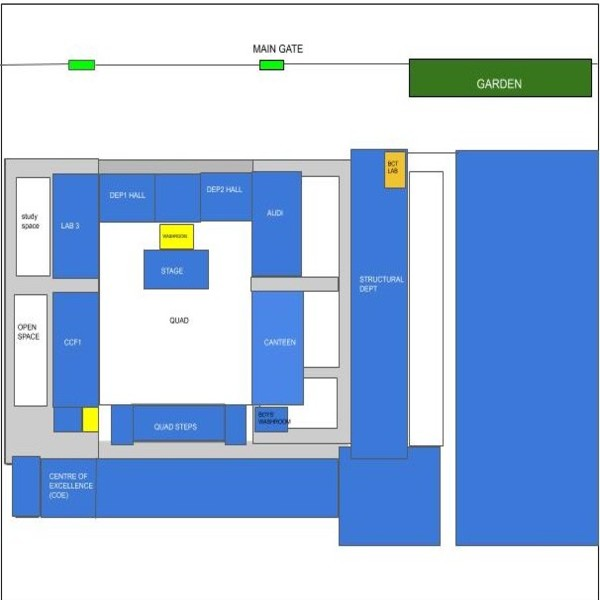 MAIN GATE
GARDEN
BCT
LAB
DEP1 HALL
DEP2 HALL
study
space
LAB 3
AUDI
WASHROOM
STAGE
STRUCTURAL
DEPT
QUAD
OPEN
SPACE
CCF1
CANTEEN
BOYS
WASHROOM
QUAD STEPS
CENTRE OF
EXCELLENCE
(COE)